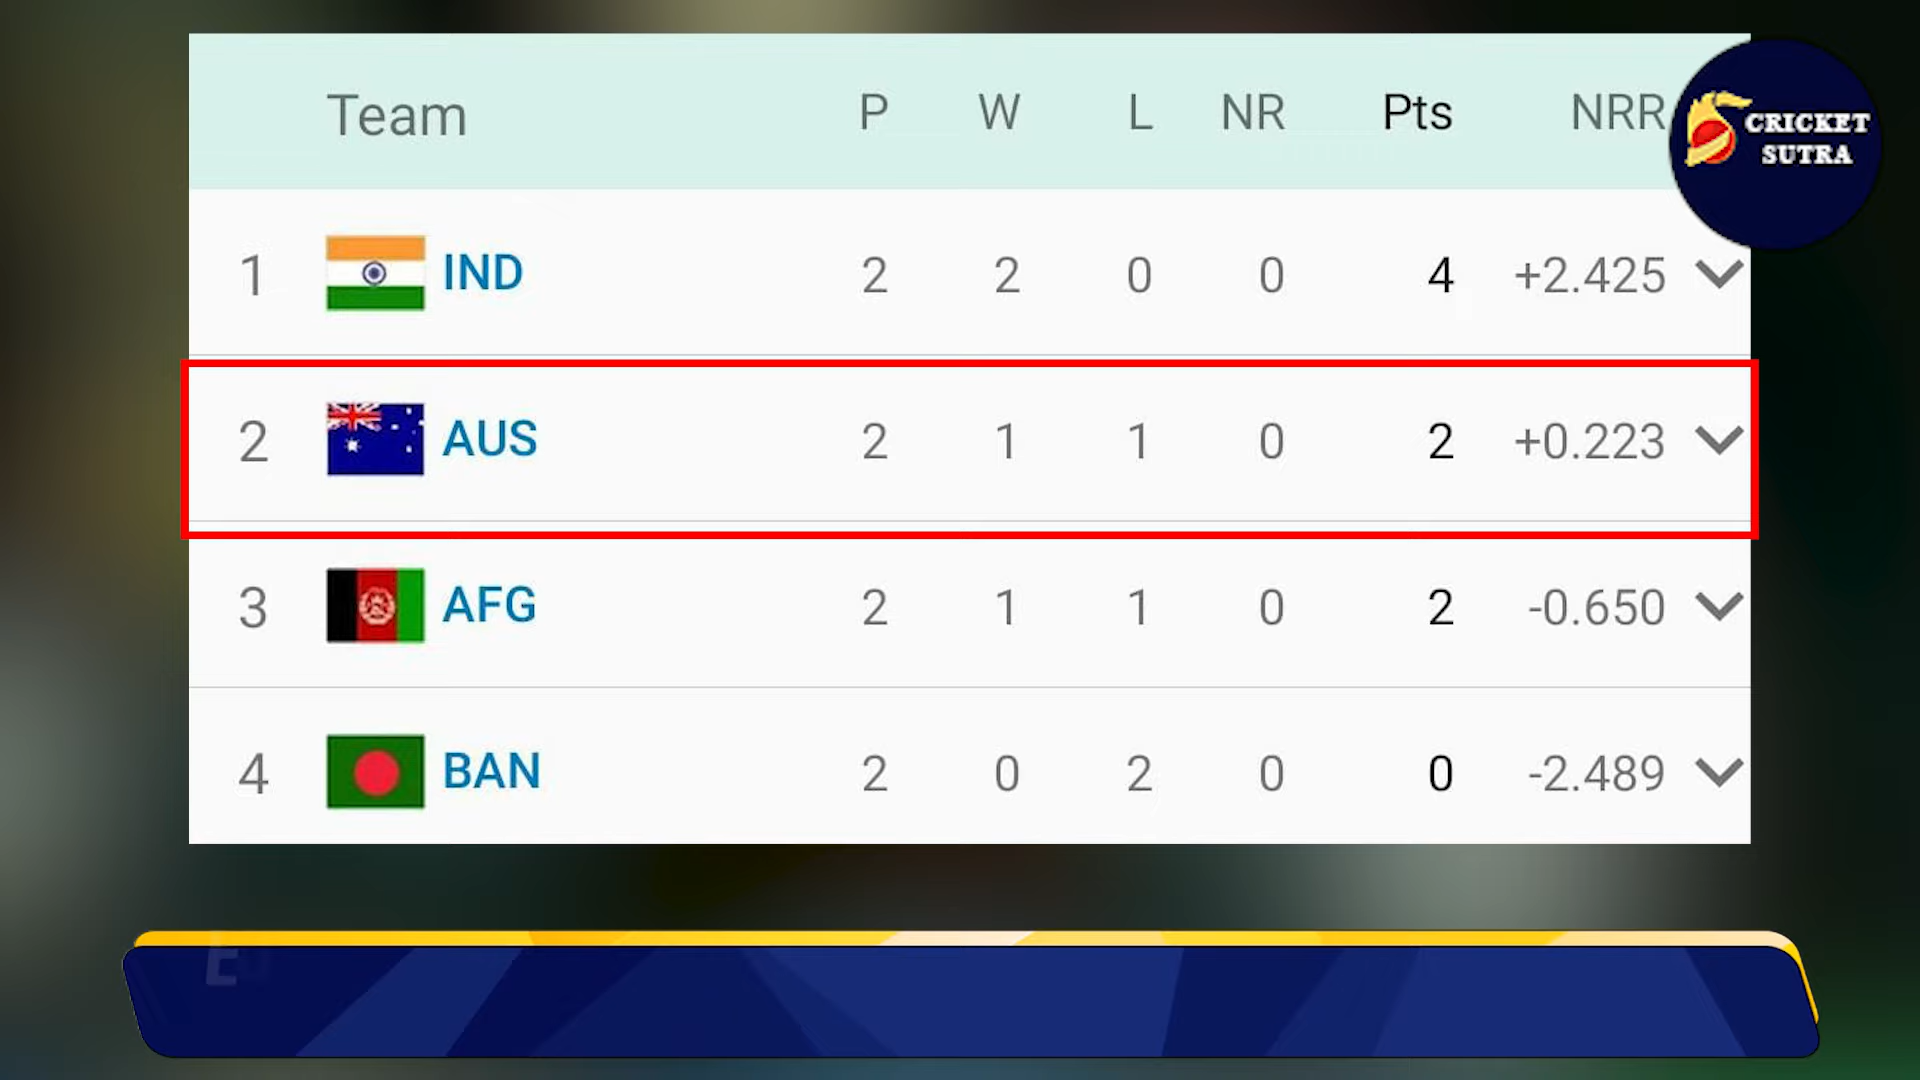 Team P W L NR Pts NRR
CRICKET
SUTRA
1 IND 2 2 0 0 4 +2.425
2 AUS 2 1 1 0 2 +0.223
3 AFG 2 1 1 0 2 -0.650
4 BAN 2 0 2 0 0 -2.489